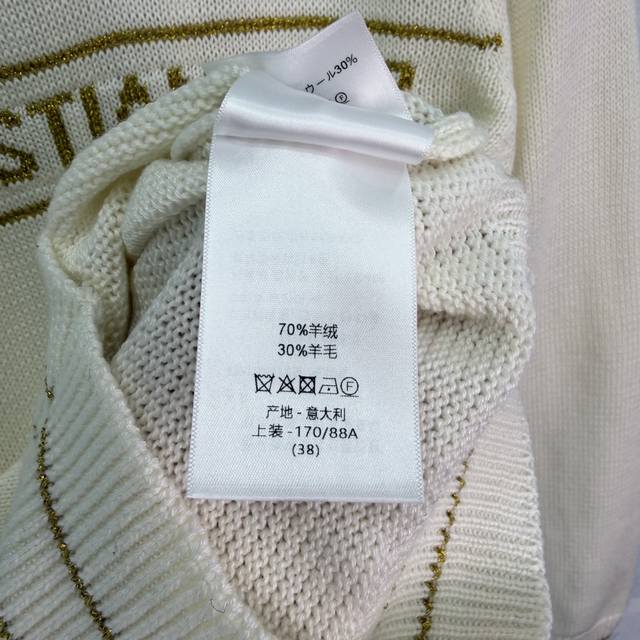 STIAN
ウール30%
70%羊绒
30%羊毛
F
产地 - 意大利
上装 - 170/88A
(38)